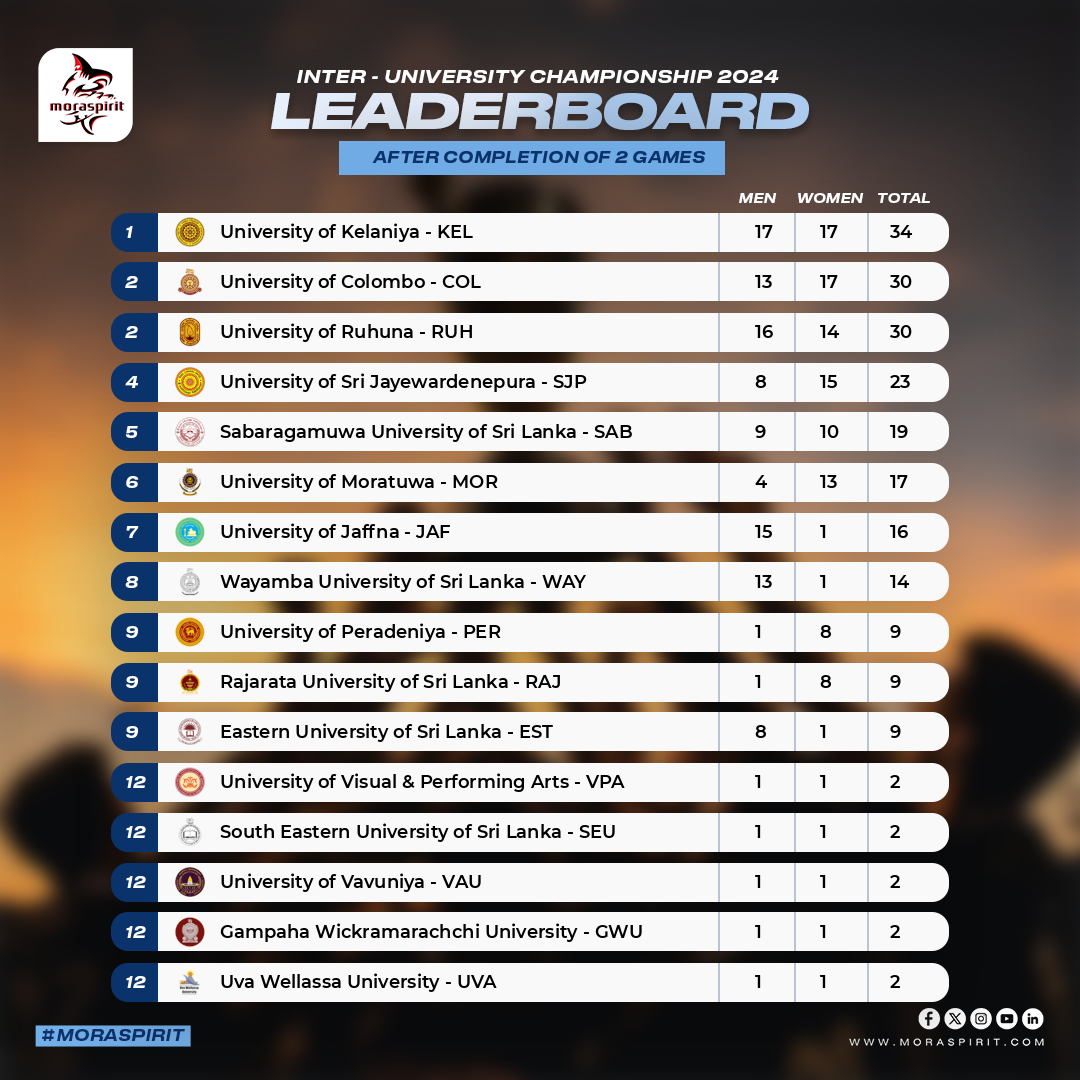 moraspirit
INTER - UNIVERSITY CHAMPIONSHIP 2024
LEADERBOARD
AFTER COMPLETION OF 2 GAMES
MEN WOMEN TOTAL
1 University of Kelaniya - KEL 17 17 34
2 University of Colombo - COL 13 17 30
2 University of Ruhuna - RUH 16 14 30
4 University of Sri Jayewardenepura - SJP 8 15 23
5 Sabaragamuwa University of Sri Lanka - SAB 9 10 19
6 University of Moratuwa - MOR 4 13 17
7 University of Jaffna - JAF 15 1 16
8 Wayamba University of Sri Lanka - WAY 13 1 14
9 University of Peradeniya - PER 1 8 9
9 Rajarata University of Sri Lanka - RAJ 1 8 9
9 Eastern University of Sri Lanka - EST 8 1 9
12 University of Visual & Performing Arts - VPA 1 1 2
12 South Eastern University of Sri Lanka - SEU 1 1 2
12 University of Vavuniya - VAU 1 1 2
12 Gampaha Wickramarachchi University - GWU 1 1 2
12 Uva Wellassa University - UVA 1 1 2
#MORASPIRIT
WWW.MORASPIRIT.COM